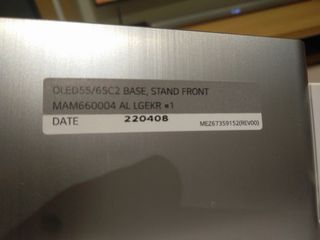 OLED55/65C2 BASE, STAND FRONT
MAM660004 AL LGEKR #1
DATE 220408 MEZ67359152(REV00)